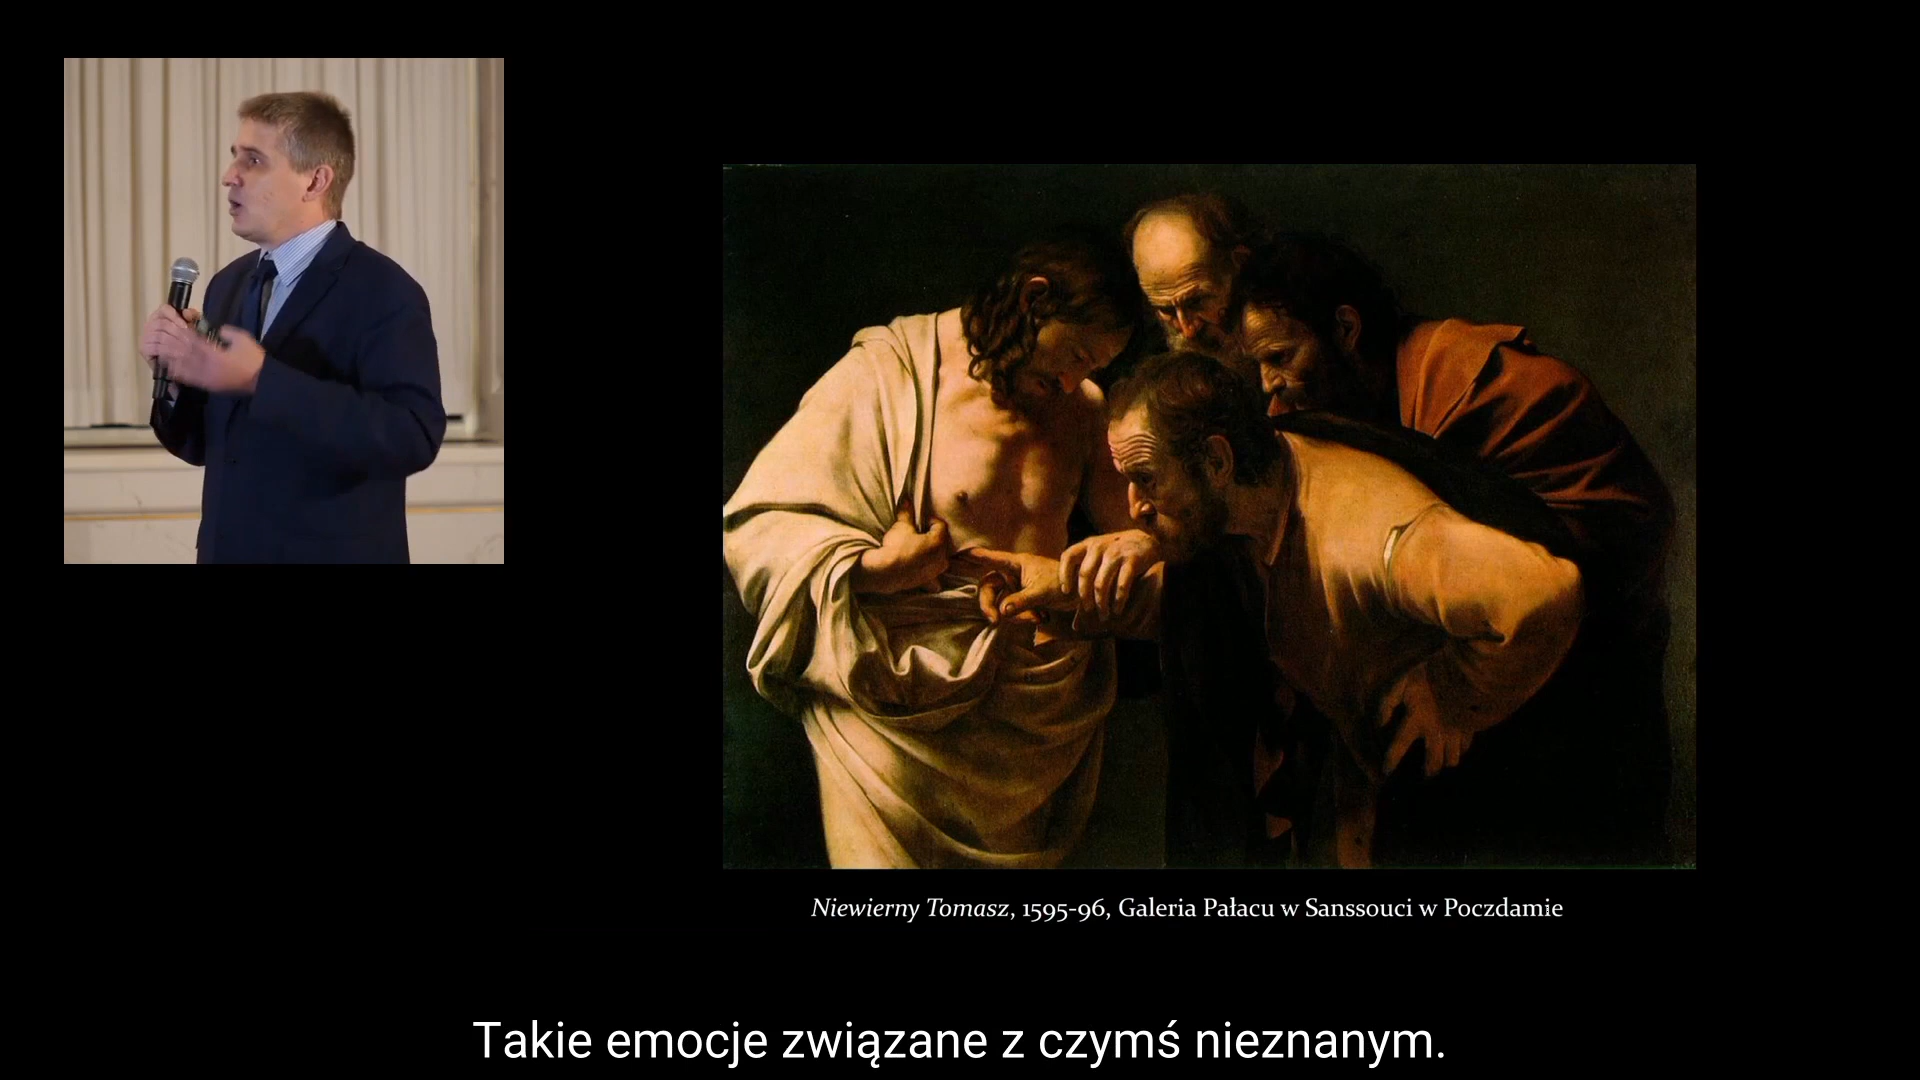 Niewierny Tomasz, 1595-96, Galeria Pałacu w Sanssouci w Poczdamie
Takie emocje związane z czymś nieznanym.